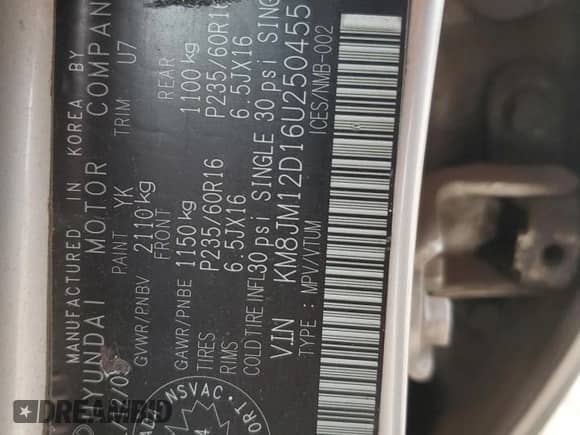 MANUFACTURED IN KOREA BY
HYUNDAI MOTOR COMPANY
PAINT YK TRIM U7
GVWR/PNBV 2110kg
FRONT REAR
GAWR/PNBE 1150kg 1100kg
TIRES P235/60R16 P235/60R16
RIMS 6.5JX16 6.5JX16
COLD TIRE INFL 30 psi SINGLE 30 psi SINGLE
VIN KM8JM12D16U250455
TYPE : MPV/VTUM ICES/NMB-002
NSVAC
DREAMBID